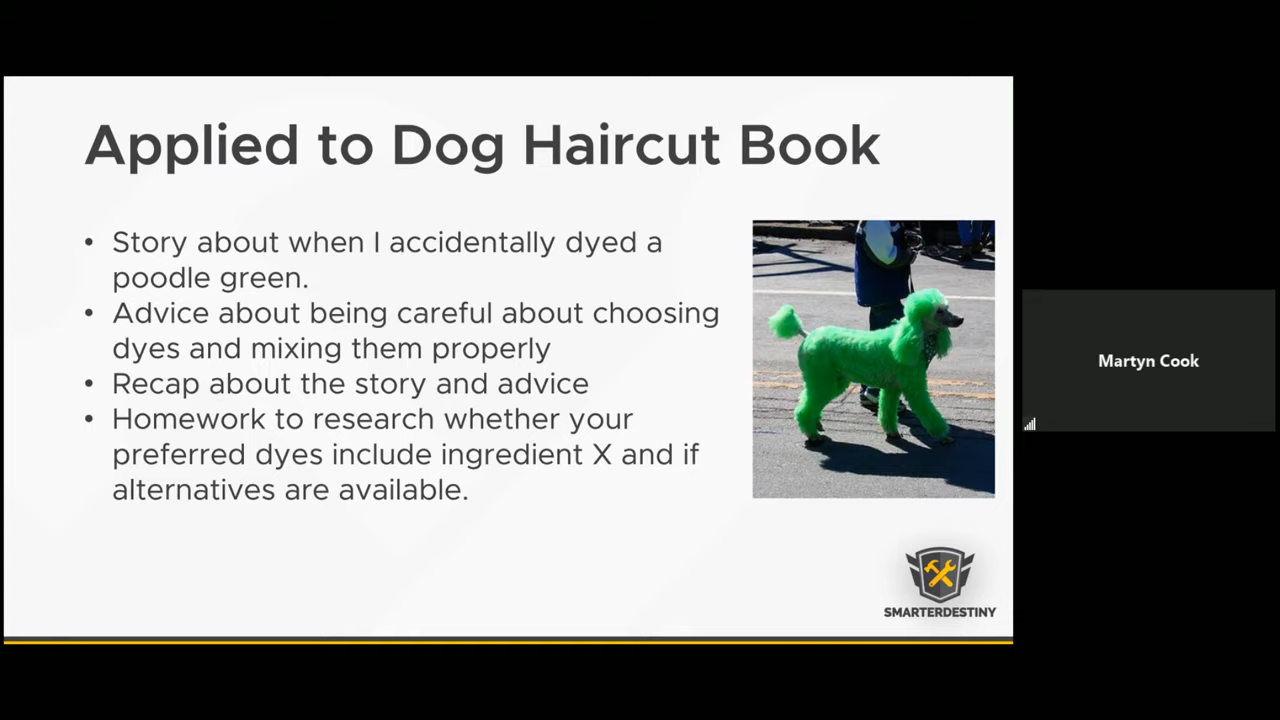 Applied to Dog Haircut Book
• Story about when I accidentally dyed a
poodle green.
• Advice about being careful about choosing
dyes and mixing them properly
• Recap about the story and advice
• Homework to research whether your
preferred dyes include ingredient X and if
alternatives are available.
SMARTERDESTINY
Martyn Cook